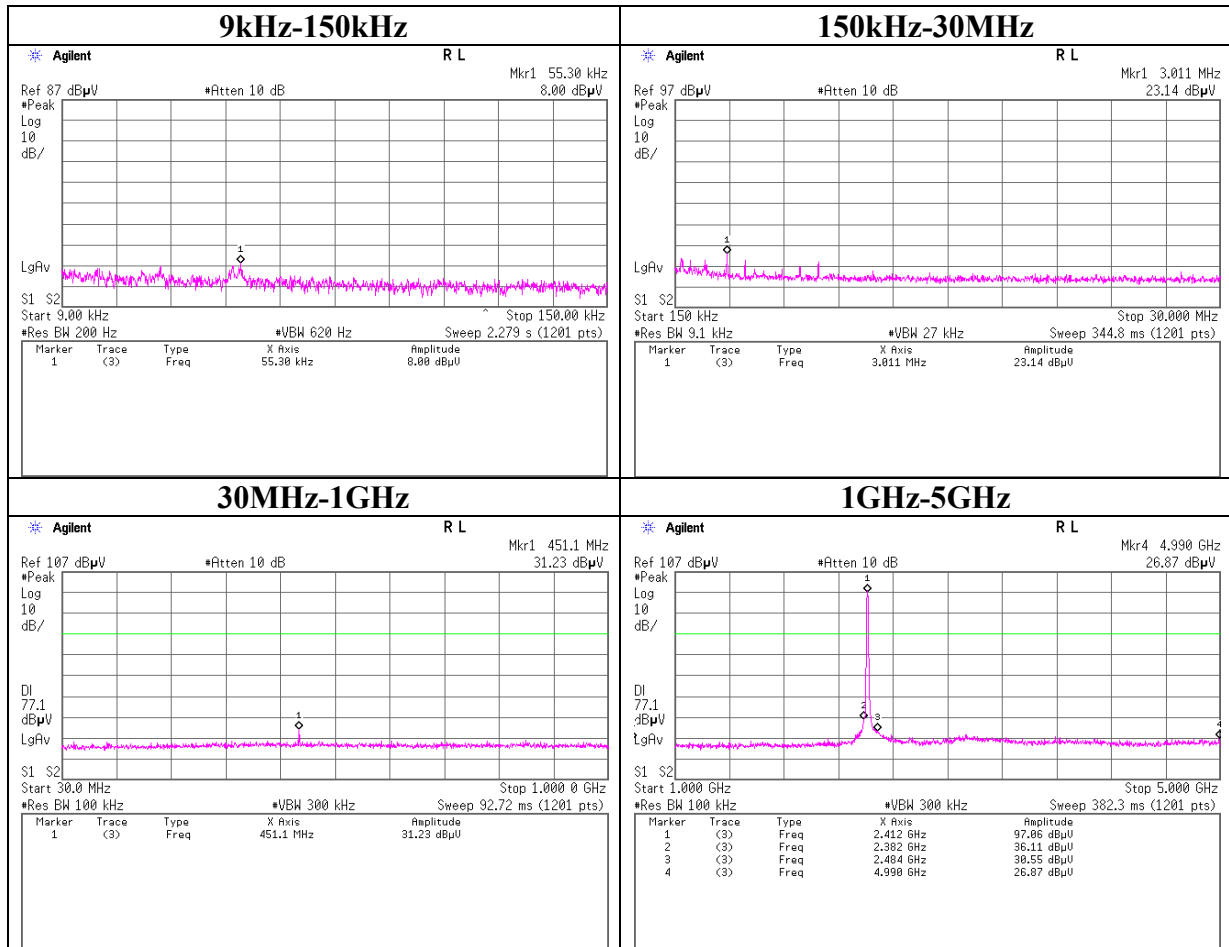 9kHz-150kHz
Agilent R L
Mkr1 55.30 kHz
Ref 87 dBµV #Atten 10 dB 8.00 dBµV
#Peak
Log
10
dB/
1
LgAv
S1 S2
Start 9.00 kHz ^ Stop 150.00 kHz
#Res BW 200 Hz #VBW 620 Hz Sweep 2.279 s (1201 pts)
Marker Trace Type X Axis Amplitude
1 (3) Freq 55.30 kHz 8.00 dBµV
150kHz-30MHz
Agilent R L
Mkr1 3.011 MHz
Ref 97 dBµV #Atten 10 dB 23.14 dBµV
#Peak
Log
10
dB/
1
LgAv
S1 S2
Start 150 kHz Stop 30.000 MHz
#Res BW 9.1 kHz #VBW 27 kHz Sweep 344.8 ms (1201 pts)
Marker Trace Type X Axis Amplitude
1 (3) Freq 3.011 MHz 23.14 dBµV
30MHz-1GHz
Agilent R L
Mkr1 451.1 MHz
Ref 107 dBµV #Atten 10 dB 31.23 dBµV
#Peak
Log
10
dB/
DI
77.1
1
dBµV
LgAv
S1 S2
Start 30.0 MHz Stop 1.000 0 GHz
#Res BW 100 kHz #VBW 300 kHz Sweep 92.72 ms (1201 pts)
Marker Trace Type X Axis Amplitude
1 (3) Freq 451.1 MHz 31.23 dBµV
1GHz-5GHz
Agilent R L
Mkr4 4.990 GHz
Ref 107 dBµV #Atten 10 dB 26.87 dBµV
#Peak
1
Log
10
dB/
DI
77.1
2
dBµV 3 4
LgAv
S1 S2
Start 1.000 GHz Stop 5.000 GHz
#Res BW 100 kHz #VBW 300 kHz Sweep 382.3 ms (1201 pts)
Marker Trace Type X Axis Amplitude
1 (3) Freq 2.412 GHz 97.06 dBµV
2 (3) Freq 2.382 GHz 36.11 dBµV
3 (3) Freq 2.484 GHz 30.55 dBµV
4 (3) Freq 4.990 GHz 26.87 dBµV